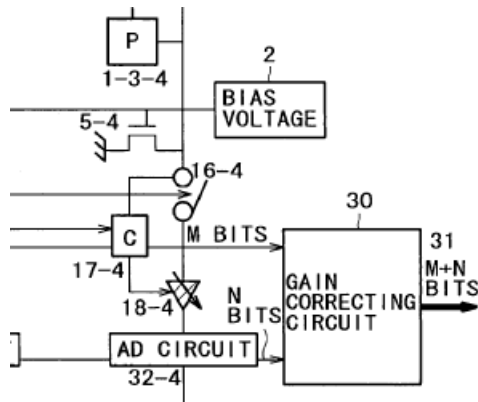 P
1-3-4
2
BIAS
VOLTAGE
5-4
16-4
30
C
M BITS
31
M+N
BITS
17-4
18-4
N
BITS
GAIN
CORRECTING
CIRCUIT
AD CIRCUIT
32-4